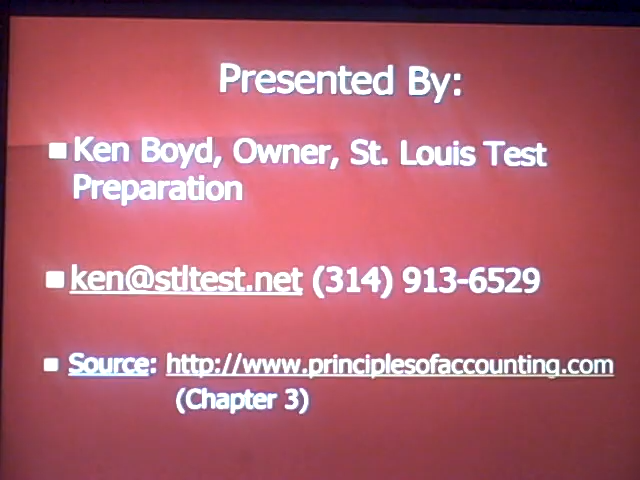 Presented By:
Ken Boyd, Owner, St. Louis Test
Preparation
ken@stltest.net (314) 913-6529
Source: http://www.principlesofaccounting.com
(Chapter 3)